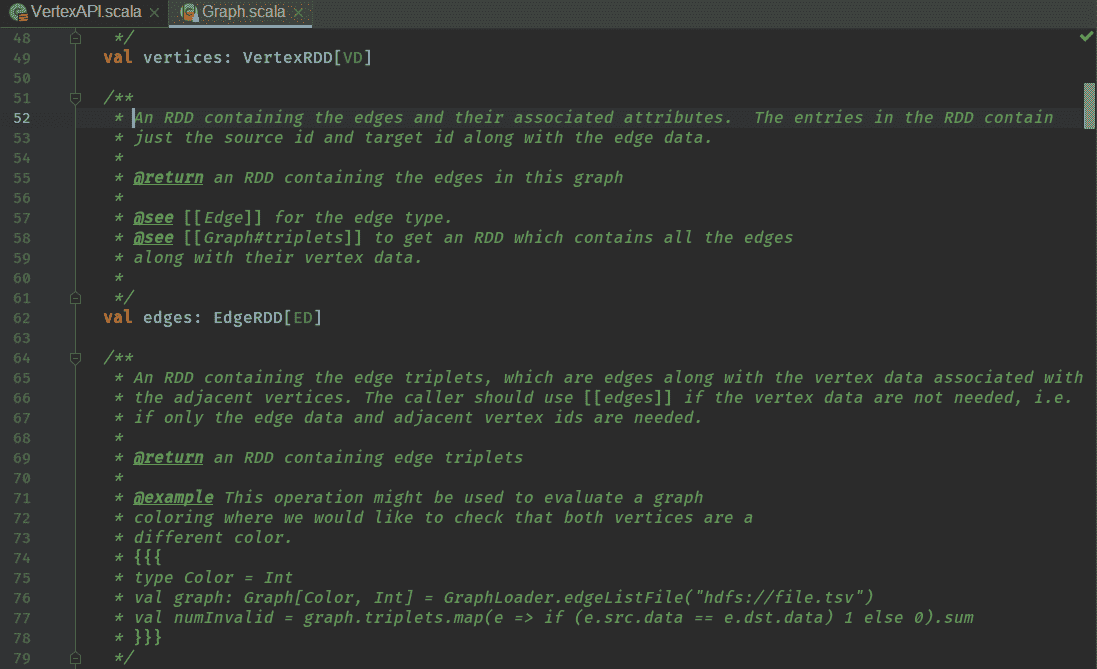 VertexAPI.scala × Graph.scala ×
48 */
49 val vertices: VertexRDD[VD]
50
51 /**
52 * An RDD containing the edges and their associated attributes.  The entries in the RDD contain
53 * just the source id and target id along with the edge data.
54 *
55 * @return an RDD containing the edges in this graph
56 *
57 * @see [[Edge]] for the edge type.
58 * @see [[Graph#triplets]] to get an RDD which contains all the edges
59 * along with their vertex data.
60 *
61 */
62 val edges: EdgeRDD[ED]
63
64 /**
65 * An RDD containing the edge triplets, which are edges along with the vertex data associated with
66 * the adjacent vertices. The caller should use [[edges]] if the vertex data are not needed, i.e.
67 * if only the edge data and adjacent vertex ids are needed.
68 *
69 * @return an RDD containing edge triplets
70 *
71 * @example This operation might be used to evaluate a graph
72 * coloring where we would like to check that both vertices are a
73 * different color.
74 * {{{
75 * type Color = Int
76 * val graph: Graph[Color, Int] = GraphLoader.edgeListFile("hdfs://file.tsv")
77 * val numInvalid = graph.triplets.map(e => if (e.src.data == e.dst.data) 1 else 0).sum
78 * }}}
79 */